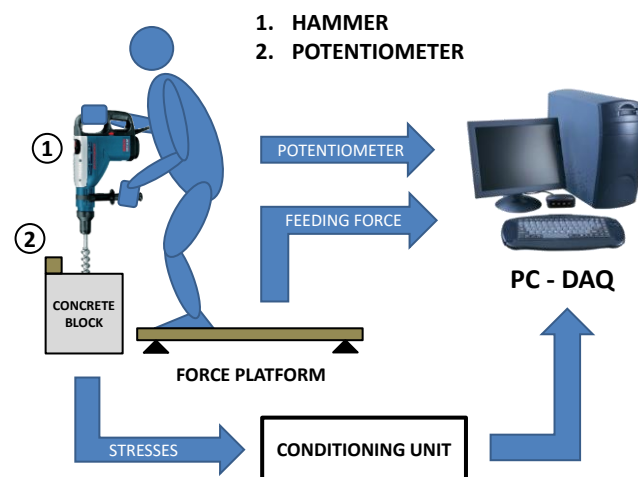 1. HAMMER
2. POTENTIOMETER
1
POTENTIOMETER
2
FEEDING FORCE
CONCRETE
BLOCK
PC - DAQ
FORCE PLATFORM
STRESSES
CONDITIONING UNIT